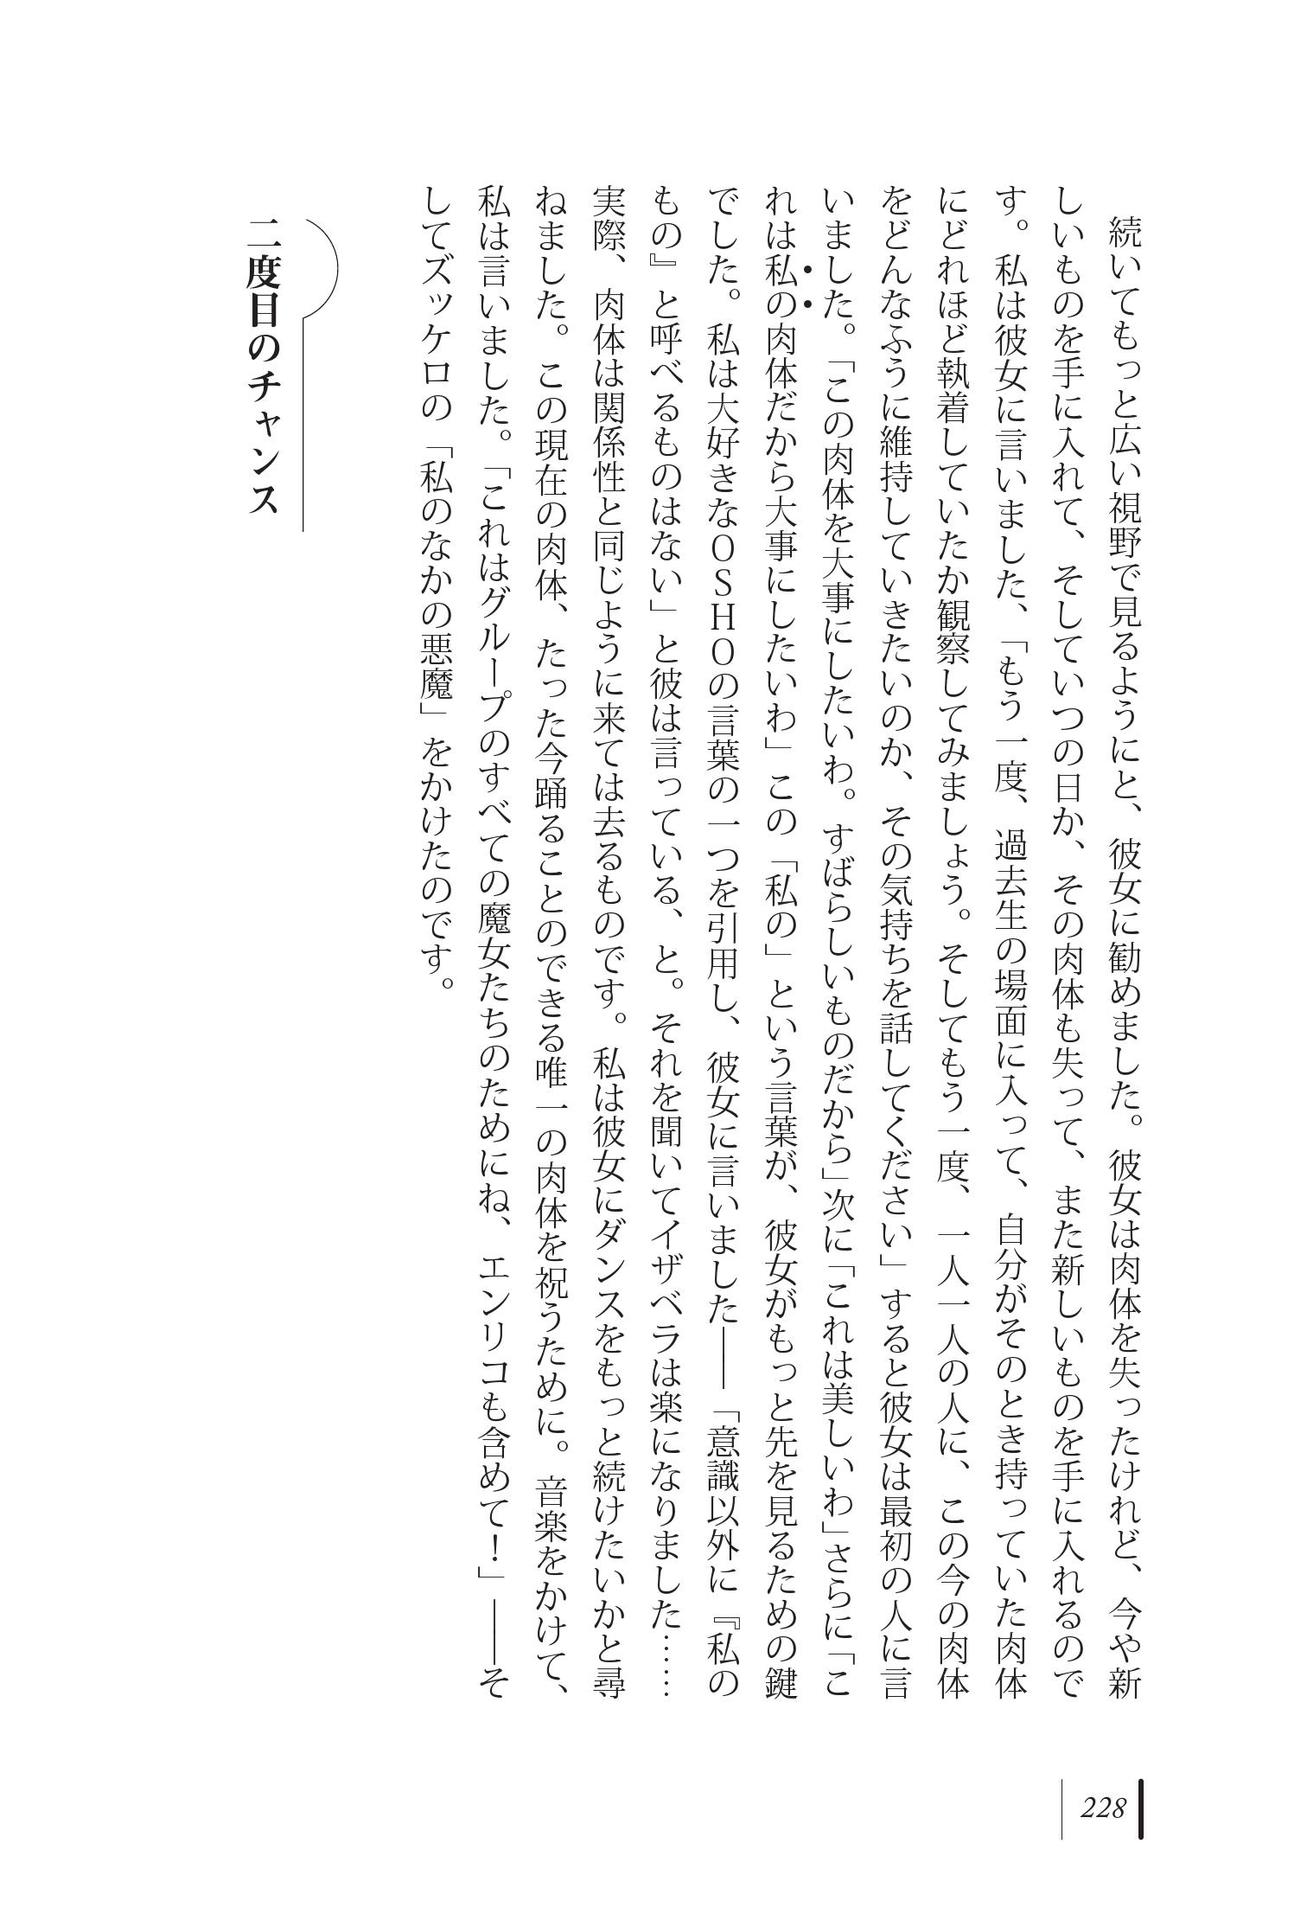 続いてもっと広い視野で見るようにと、彼女に勧めました。彼女は肉体を失ったけれど、今や新
しいものを手に入れて、そしていつの日か、その肉体も失って、また新しいものを手に入れるので
す。私は彼女に言いました、「もう一度、過去生の場面に入って、自分がそのとき持っていた肉体
にどれほど執着していたか観察してみましょう。そしてもう一度、一人一人の人に、この今の肉体
をどんなふうに維持していきたいのか、その気持ちを話してください」すると彼女は最初の人に言
いました。「この肉体を大事にしたいわ。すばらしいものだから」次に「これは美しいわ」さらに「こ
れは私の肉体だから大事にしたいわ」この「私の」という言葉が、彼女がもっと先を見るための鍵
でした。私は大好きなOSHOの言葉の一つを引用し、彼女に言いました――「意識以外に『私の
もの』と呼べるものはない」と彼は言っている、と。それを聞いてイザベラは楽になりました……
実際、肉体は関係性と同じように来ては去るものです。私は彼女にダンスをもっと続けたいかと尋
ねました。この現在の肉体、たった今踊ることのできる唯一の肉体を祝うために。音楽をかけて、
私は言いました。「これはグループのすべての魔女たちのためにね、エンリコも含めて！」――そ
してズッケロの「私のなかの悪魔」をかけたのです。
二度目のチャンス
228